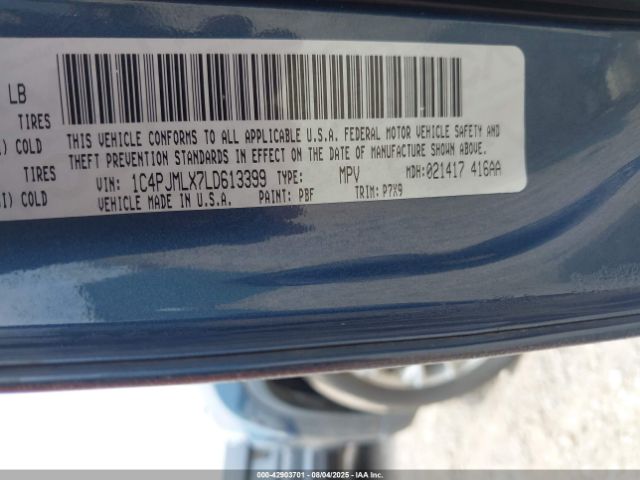 LB
TIRES
COLD
TIRES
COLD
THIS VEHICLE CONFORMS TO ALL APPLICABLE U.S.A. FEDERAL MOTOR VEHICLE SAFETY AND
THEFT PREVENTION STANDARDS IN EFFECT ON THE DATE OF MANUFACTURE SHOWN ABOVE.
VIN: 1C4PJMLX7LD613399 TYPE: MPV MDH: 021417 416AA
VEHICLE MADE IN U.S.A. PAINT: PBF TRIM: P7X9
000-42903701 - 08/04/2025 - IAA, Inc.